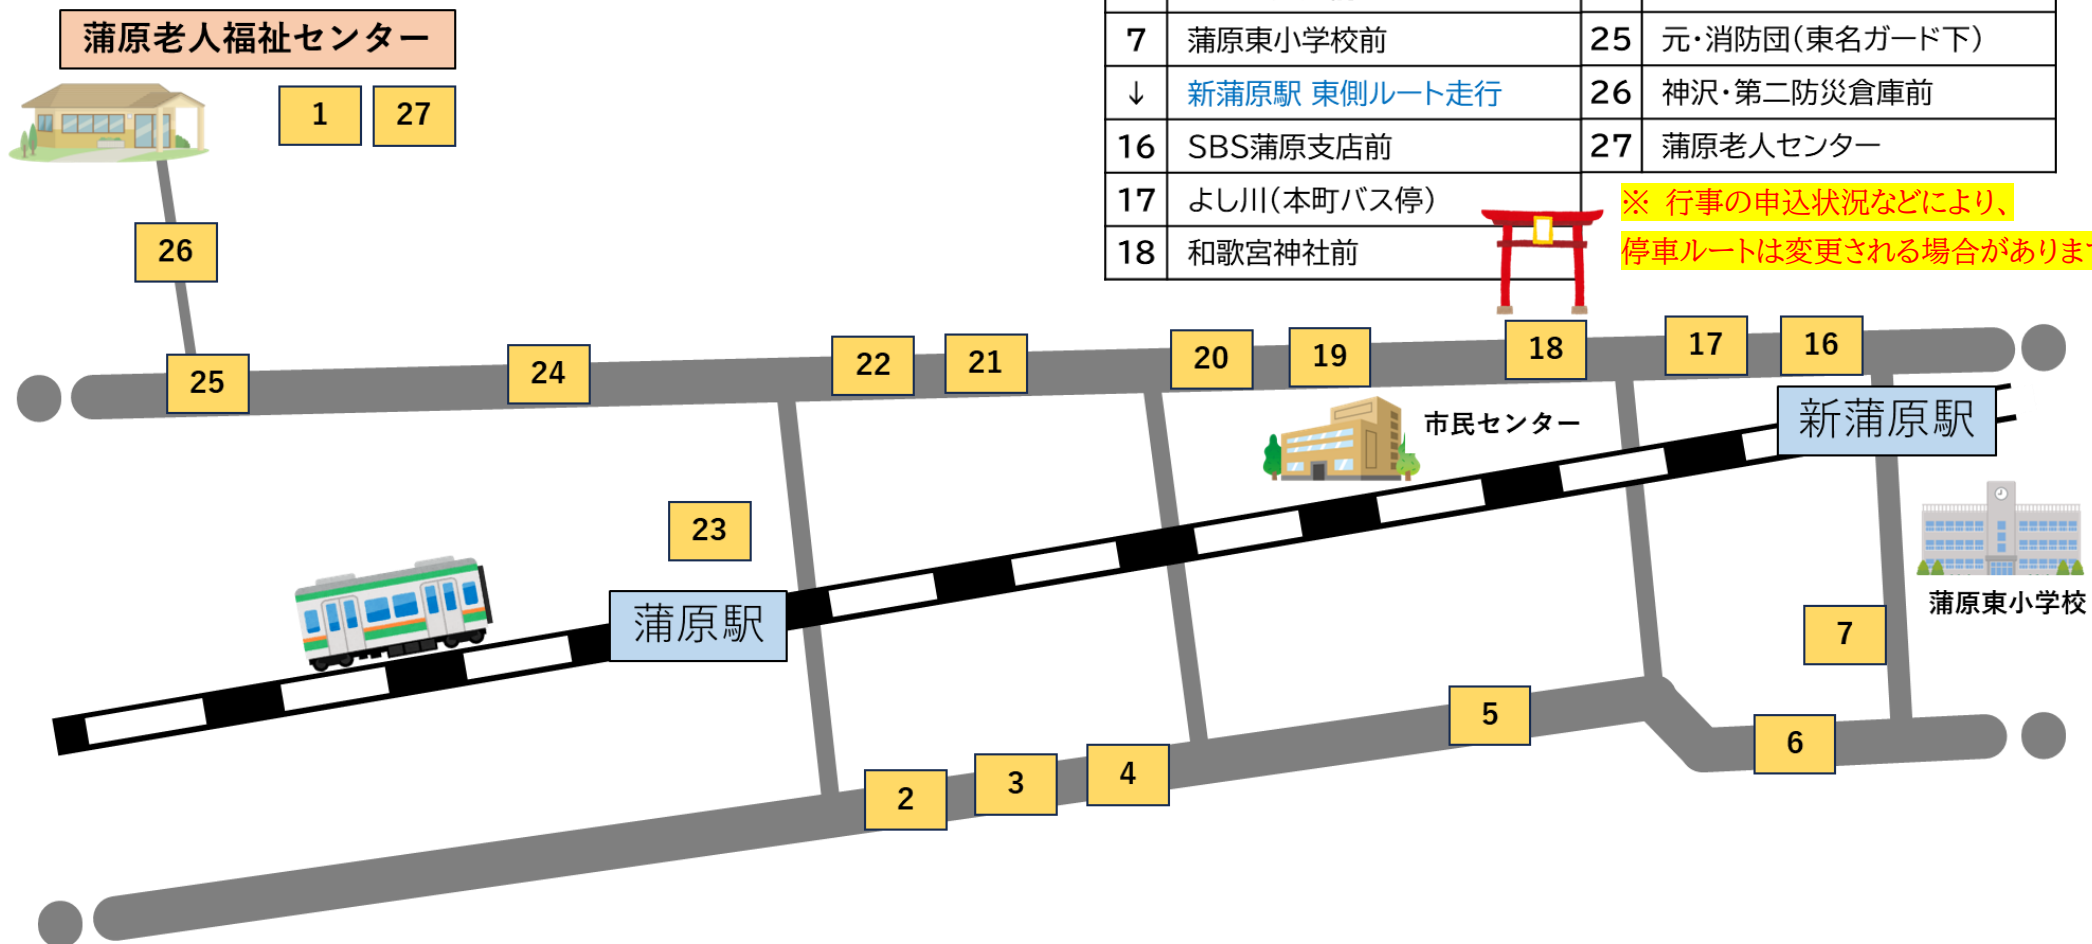 蒲原老人福祉センター
1 27
26
7 蒲原東小学校前
↓ 新蒲原駅 東側ルート走行
16 SBS蒲原支店前
17 よし川(本町バス停)
18 和歌宮神社前
25 元・消防団(東名ガード下)
26 神沢・第二防災倉庫前
27 蒲原老人センター
※ 行事の申込状況などにより、
停車ルートは変更される場合がありま
25 24 22 21 20 19 18 17 16
市民センター
新蒲原駅
23
蒲原駅
蒲原東小学校
7
5
6
2 3 4